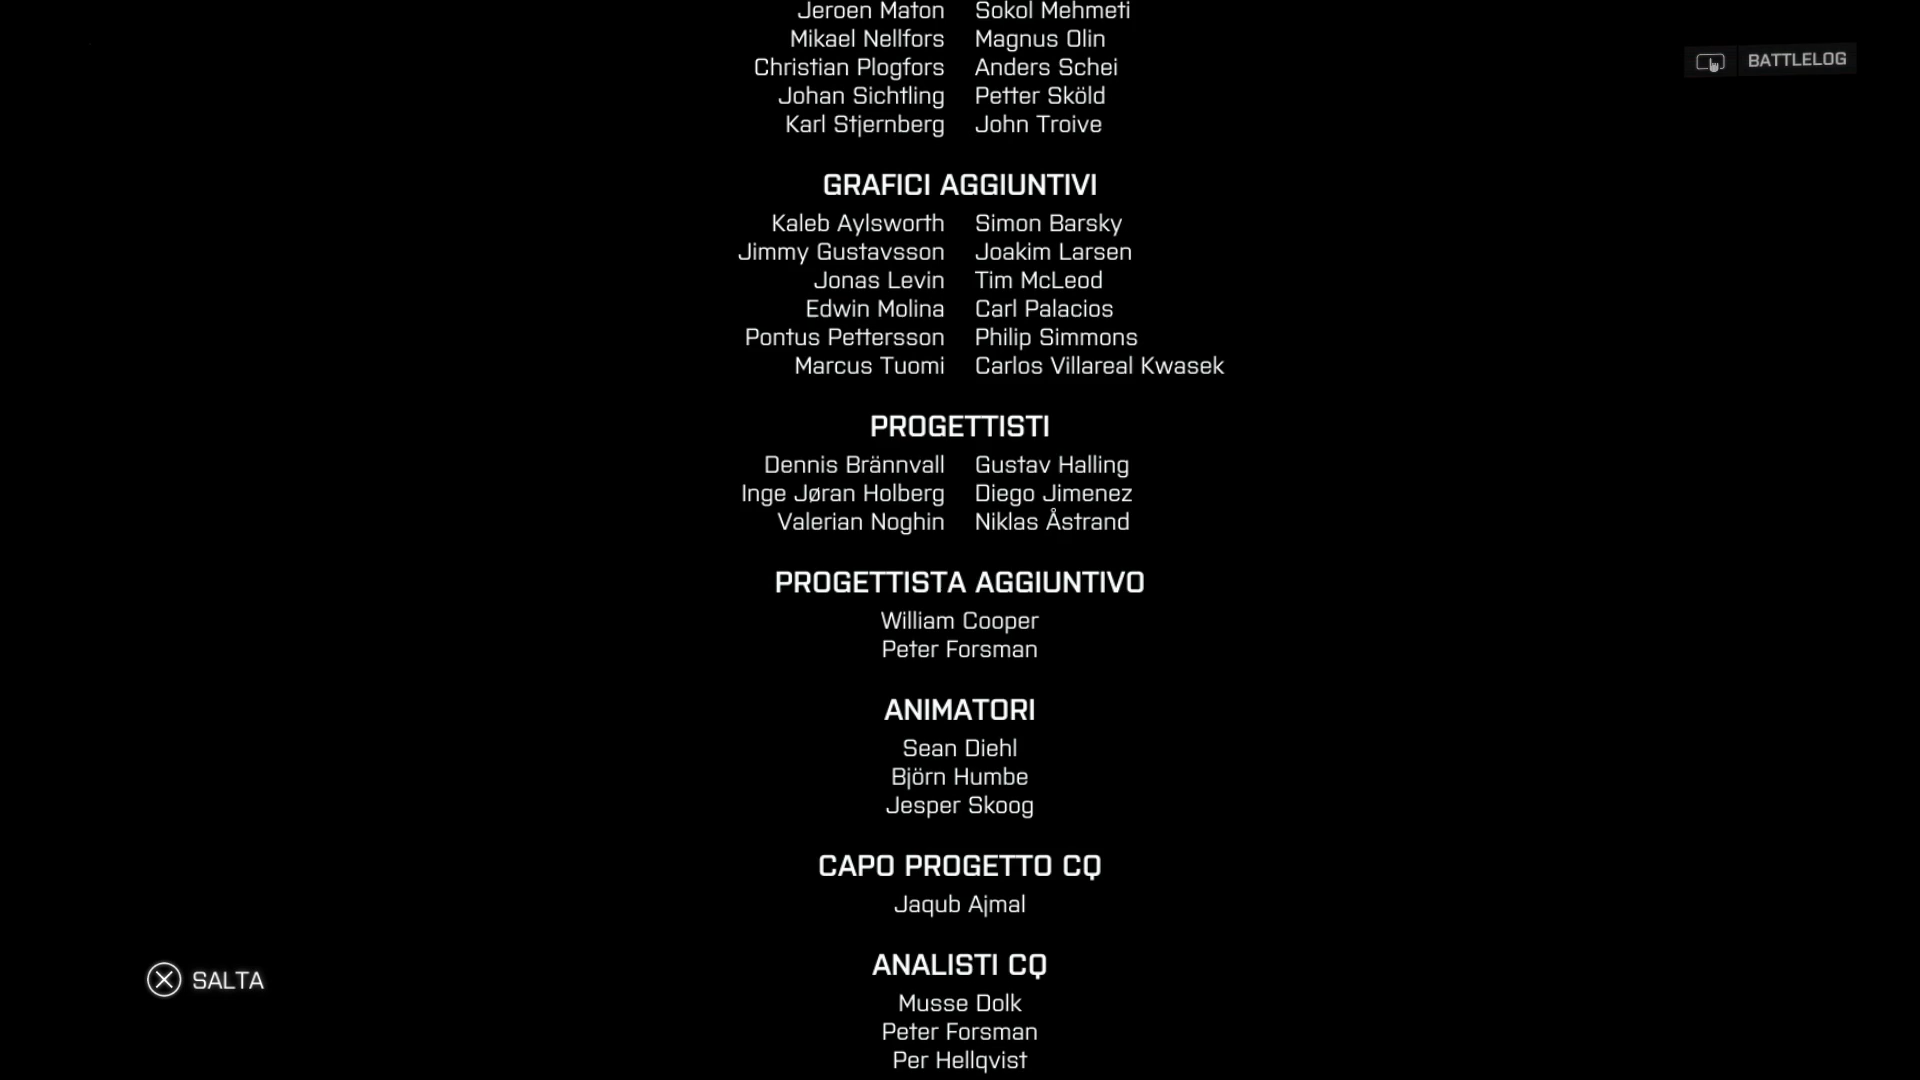 Jeroen Maton Sokol Mehmeti
Mikael Nellfors Magnus Olin
Christian Plogfors Anders Schei
Johan Sichtling Petter Sköld
Karl Stjernberg John Troive
BATTLELOG
GRAFICI AGGIUNTIVI
Kaleb Aylsworth Simon Barsky
Jimmy Gustavsson Joakim Larsen
Jonas Levin Tim McLeod
Edwin Molina Carl Palacios
Pontus Pettersson Philip Simmons
Marcus Tuomi Carlos Villareal Kwasek
PROGETTISTI
Dennis Brännvall Gustav Halling
Inge Jøran Holberg Diego Jimenez
Valerian Noghin Niklas Åstrand
PROGETTISTA AGGIUNTIVO
William Cooper
Peter Forsman
ANIMATORI
Sean Diehl
Björn Humbe
Jesper Skoog
CAPO PROGETTO CQ
Jaqub Ajmal
ANALISTI CQ
Musse Dolk
Peter Forsman
Per Hellqvist
SALTA